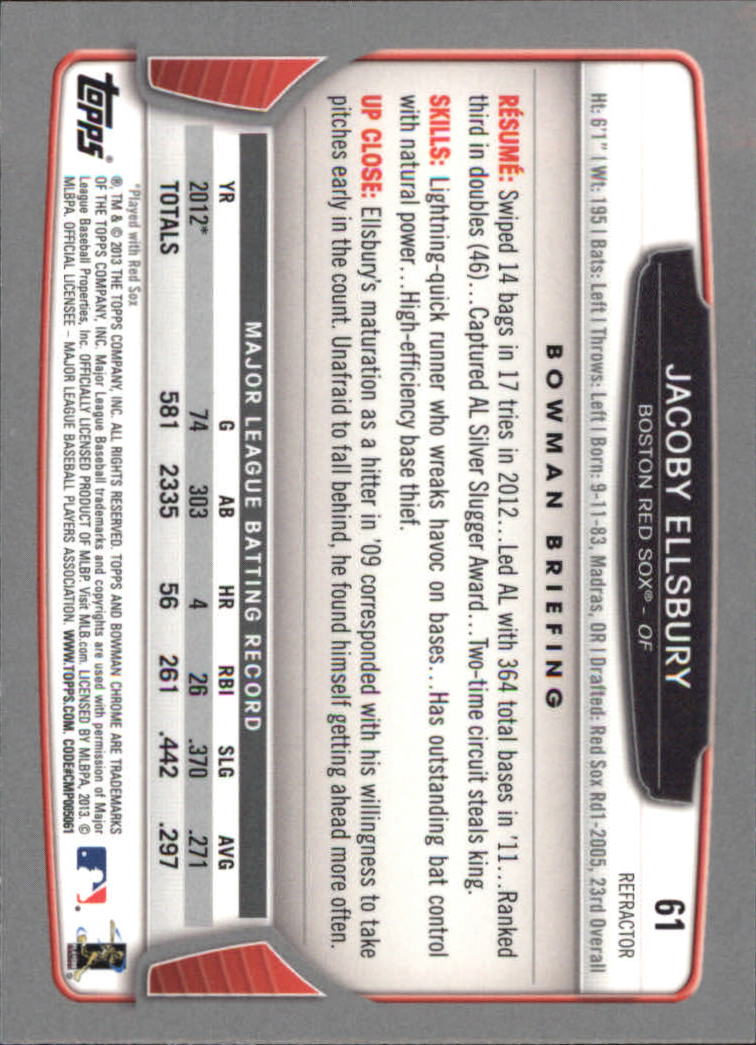 61
REFRACTOR
JACOBY ELLSBURY
BOSTON RED SOX® - OF
Ht: 6'1" | Wt: 195 | Bats: Left | Throws: Left | Born: 9-11-83, Madras, OR | Drafted: Red Sox Rd1-2005, 23rd Overall
BOWMAN BRIEFING
RÉSUMÉ: Swiped 14 bags in 17 tries in 2012...Led AL with 364 total bases in '11...Ranked
third in doubles (46)...Captured AL Silver Slugger Award...Two-time circuit steals king.
SKILLS: Lightning-quick runner who wreaks havoc on bases...Has outstanding bat control
with natural power...High-efficiency base thief.
UP CLOSE: Ellsbury's maturation as a hitter in '09 corresponded with his willingness to take
pitches early in the count. Unafraid to fall behind, he found himself getting ahead more often.
MAJOR LEAGUE BATTING RECORD
YR G AB HR RBI SLG AVG
2012* 74 303 4 26 .370 .271
TOTALS 581 2335 56 261 .442 .297
*Played with Red Sox
topps®
®, TM & © 2013 THE TOPPS COMPANY, INC. ALL RIGHTS RESERVED. TOPPS AND BOWMAN CHROME ARE TRADEMARKS
OF THE TOPPS COMPANY, INC. Major League Baseball trademarks and copyrights are used with permission of Major
League Baseball Properties, Inc. OFFICIALLY LICENSED PRODUCT OF MLBP. Visit MLB.com. LICENSED BY MLBPA, 2013. ©
MLBPA. OFFICIAL LICENSEE – MAJOR LEAGUE BASEBALL PLAYERS ASSOCIATION. WWW.TOPPS.COM. CODE#CMP005061